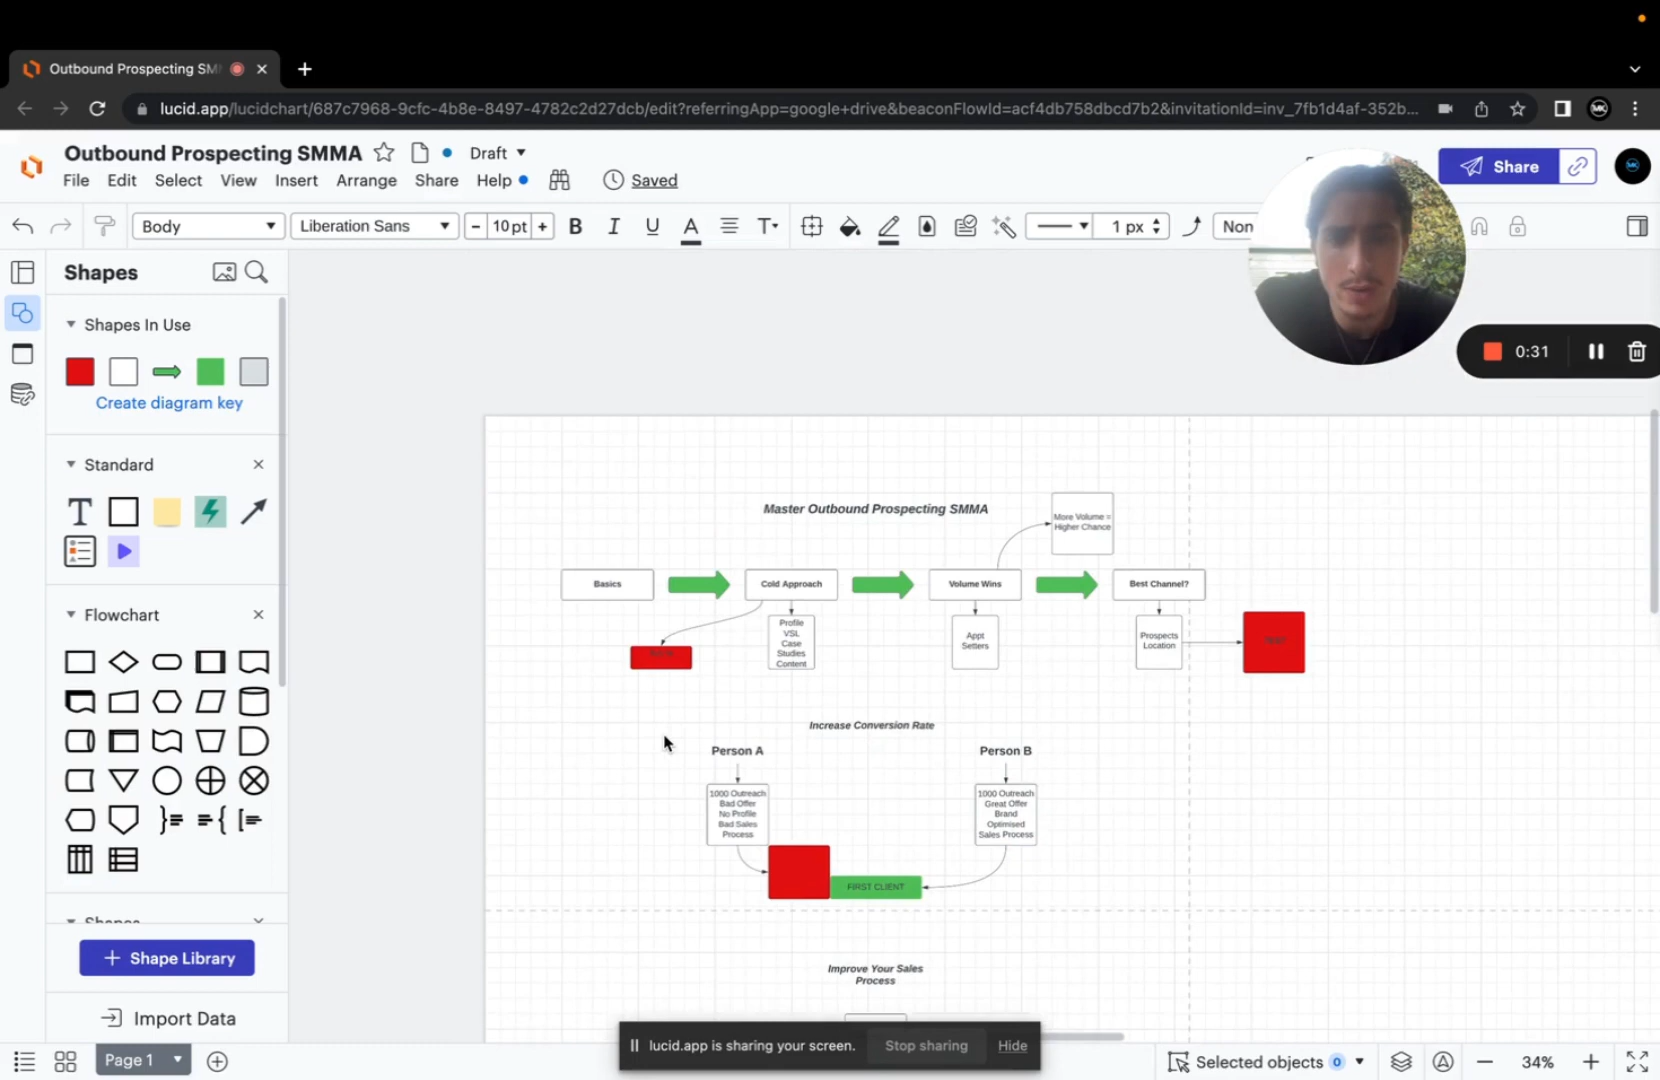 Outbound Prospecting SM
lucid.app/lucidchart/687c7968-9cfc-4b8e-8497-4782c2d27dcb/edit?referringApp=google+drive&beaconFlowId=acf4db758dbcd7b2&invitationId=inv_7fb1d4af-352b...
Outbound Prospecting SMMA
Draft
Share
File Edit Select View Insert Arrange Share Help
Saved
Body
Liberation Sans
- 10 pt +
B I U A T
1 px
Non
Shapes
Shapes In Use
Create diagram key
0:31
Standard
T
Flowchart
Shapes
+ Shape Library
Import Data
Master Outbound Prospecting SMMA
More Volume =
Higher Chance
Basics
Cold Approach
Volume Wins
Best Channel?
Profile
VSL
Case
Studies
Content
Appt
Setters
Prospects
Location
Increase Conversion Rate
Person A
Person B
1000 Outreach
Bad Offer
No Profile
Bad Sales
Process
1000 Outreach
Great Offer
Brand
Optimised
Sales Process
FIRST CLIENT
Improve Your Sales
Process
lucid.app is sharing your screen.
Stop sharing
Hide
Page 1
Selected objects 0
34%